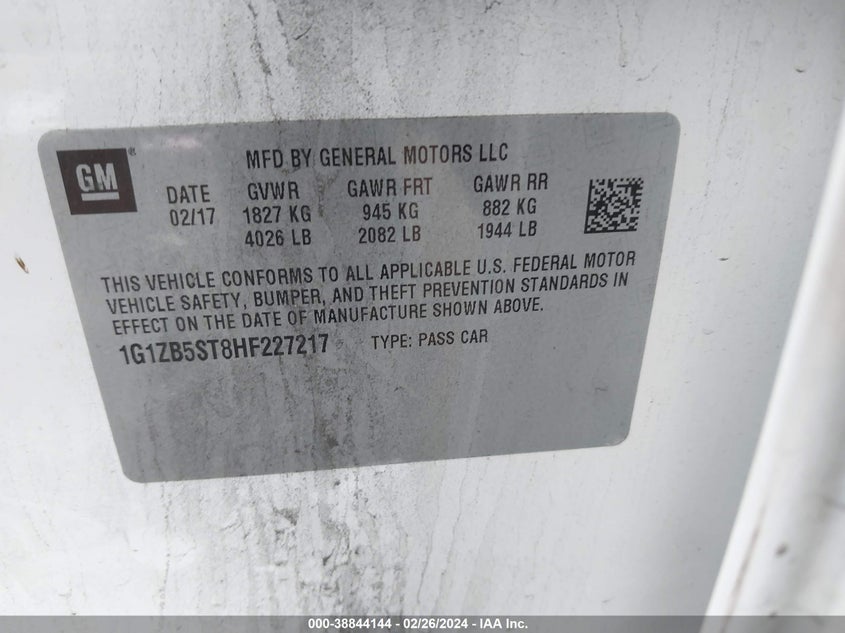 GM®
MFD BY GENERAL MOTORS LLC
DATE GVWR GAWR FRT GAWR RR
02/17 1827 KG 945 KG 882 KG
4026 LB 2082 LB 1944 LB
THIS VEHICLE CONFORMS TO ALL APPLICABLE U.S. FEDERAL MOTOR
VEHICLE SAFETY, BUMPER, AND THEFT PREVENTION STANDARDS IN
EFFECT ON THE DATE OF MANUFACTURE SHOWN ABOVE.
1G1ZB5ST8HF227217 TYPE: PASS CAR
000-38844144 - 02/26/2024 - IAA Inc.